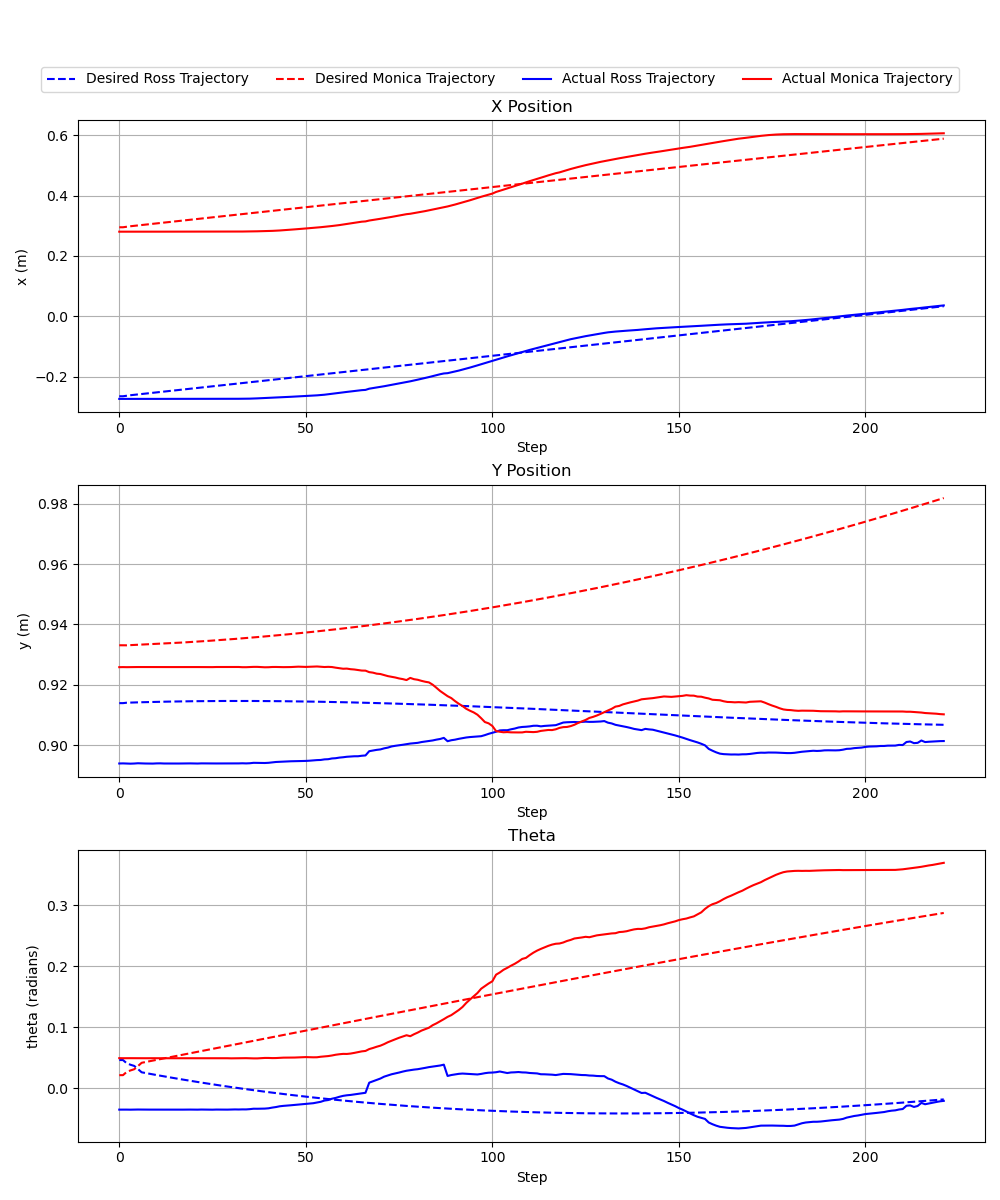 Desired Ross Trajectory Desired Monica Trajectory Actual Ross Trajectory Actual Monica Trajectory
X Position
0.6
0.4
0.2
0.0
−0.2
x (m)
0 50 100 150 200
Step
Y Position
0.98
0.96
0.94
0.92
0.90
y (m)
0 50 100 150 200
Step
Theta
0.3
0.2
0.1
0.0
theta (radians)
0 50 100 150 200
Step